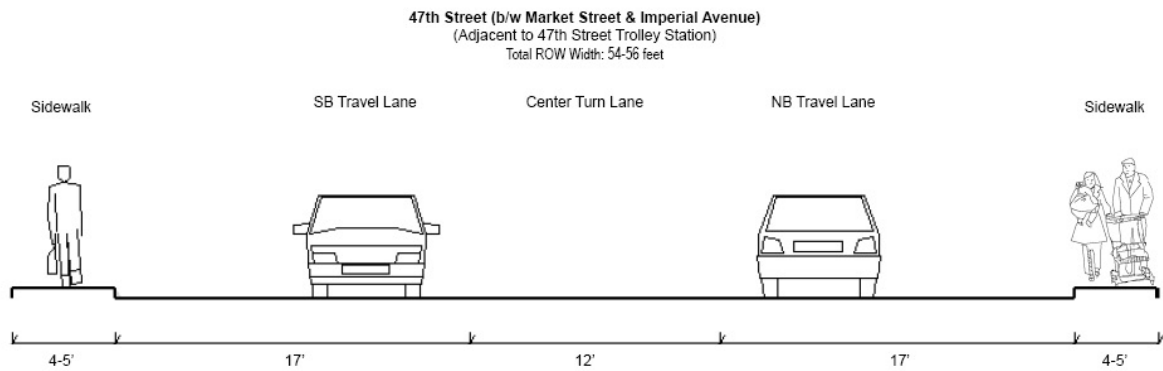 47th Street (b/w Market Street & Imperial Avenue)
(Adjacent to 47th Street Trolley Station)
Total ROW Width: 54-56 feet
Sidewalk
SB Travel Lane
Center Turn Lane
NB Travel Lane
Sidewalk
4-5'
17'
12'
17'
4-5'